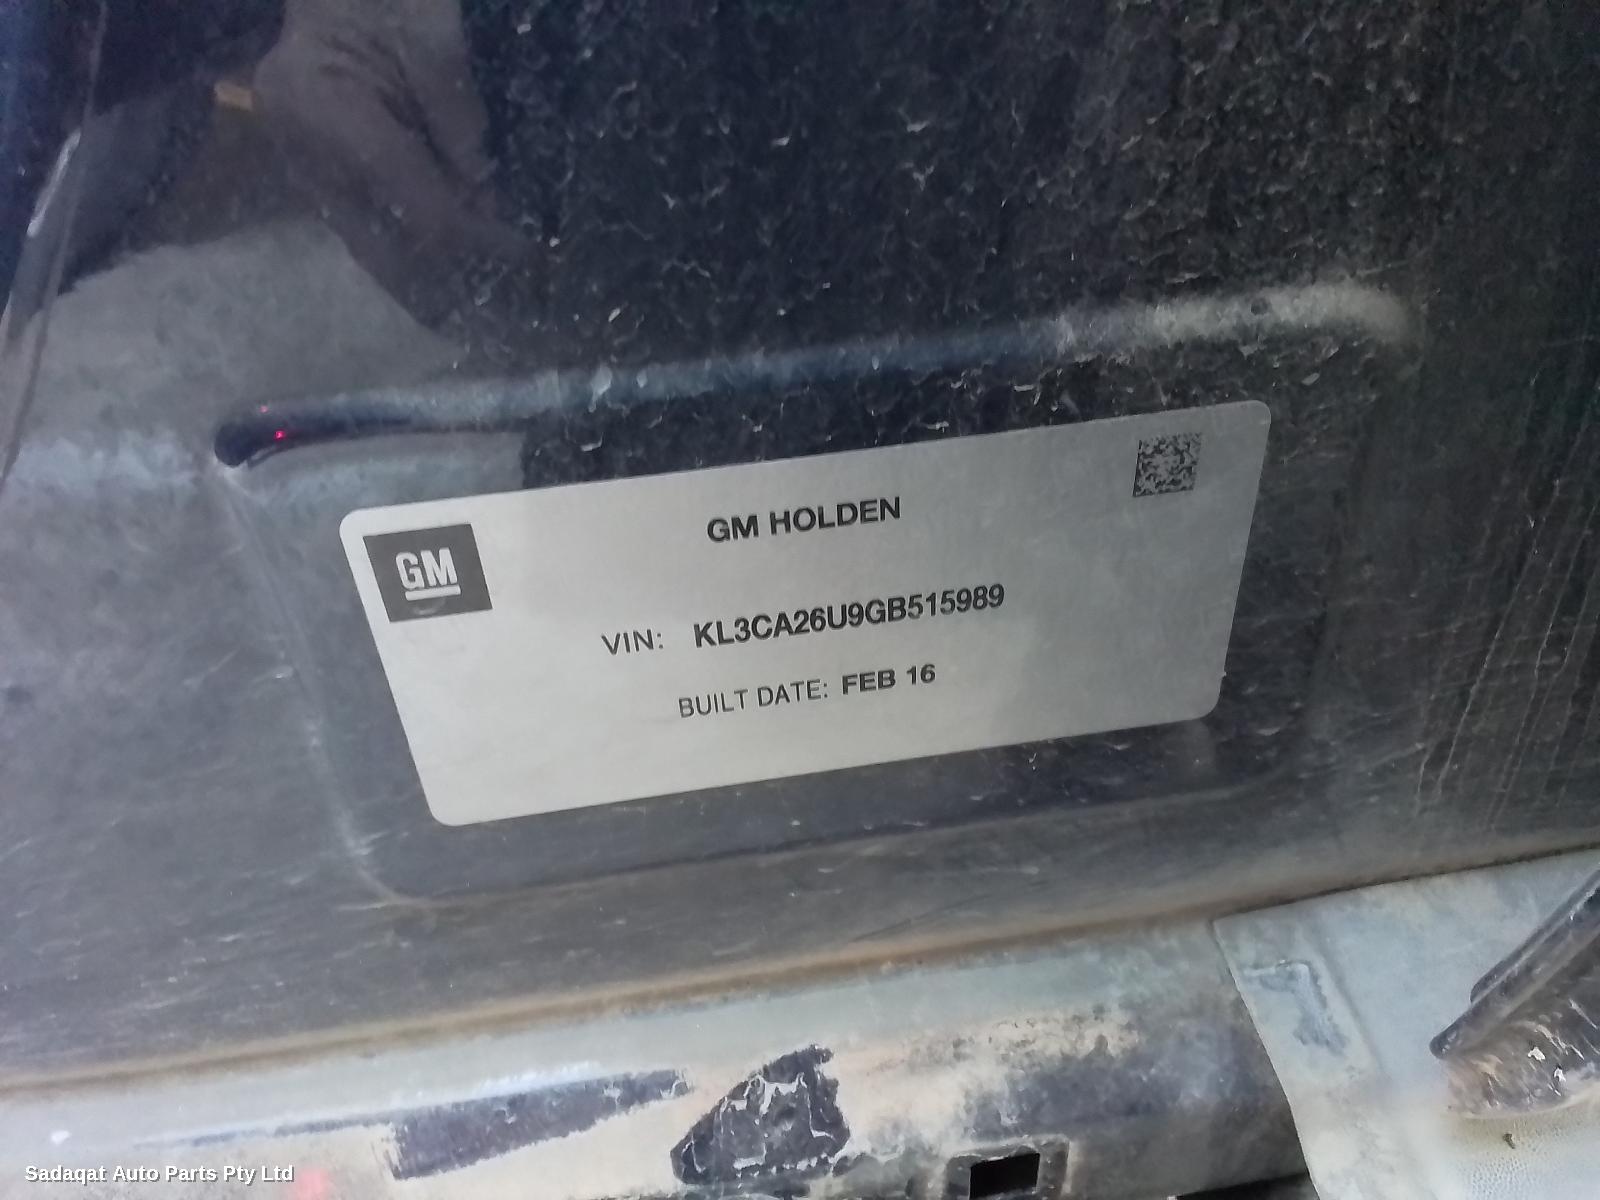 GM HOLDEN
GM
VIN: KL3CA26U9GB515989
BUILT DATE: FEB 16
Sadaqat Auto Parts Pty Ltd